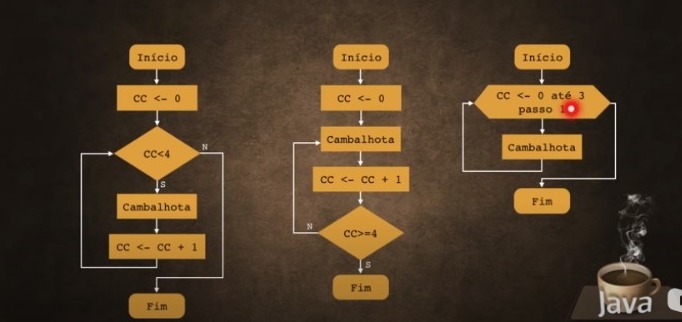 Início
CC <- 0
CC<4
N
S
Cambalhota
CC <- CC + 1
Fim
Início
CC <- 0
Cambalhota
CC <- CC + 1
N
CC>=4
S
Fim
Início
CC <- 0 até 3
passo
Cambalhota
Fim
Java